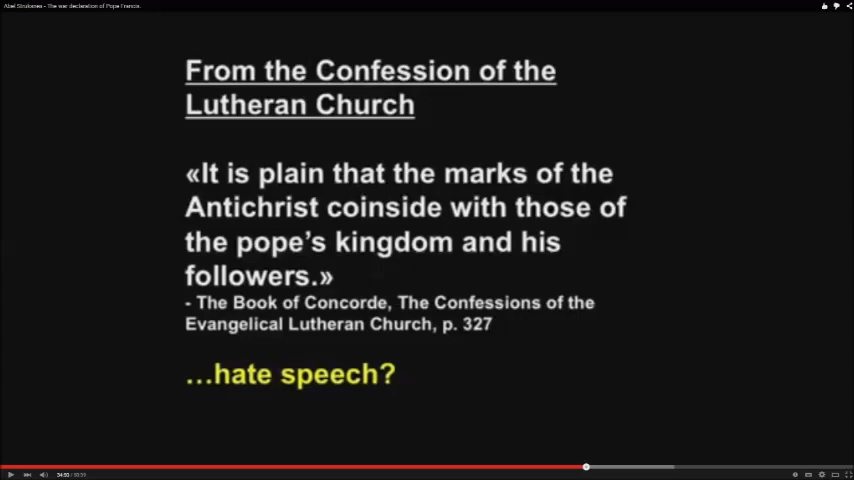 Abel Struksnes - The war declaration of Pope Francis.
From the Confession of the
Lutheran Church
«It is plain that the marks of the
Antichrist coinside with those of
the pope's kingdom and his
followers.»
- The Book of Concorde, The Confessions of the
Evangelical Lutheran Church, p. 327
...hate speech?